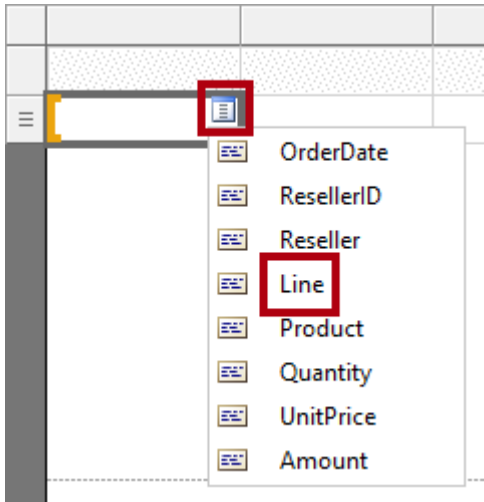 OrderDate
ResellerID
Reseller
Line
Product
Quantity
UnitPrice
Amount